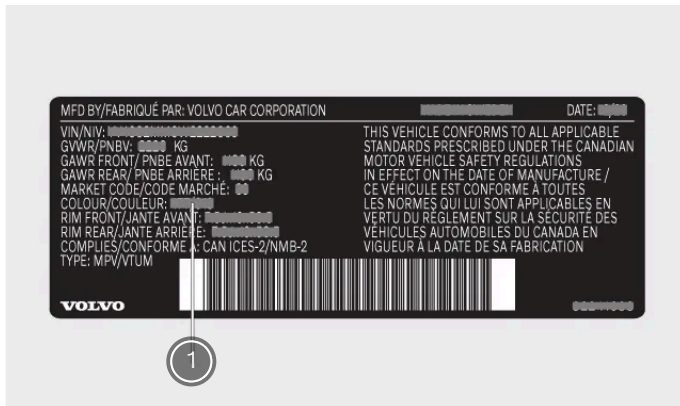 MFD BY/FABRIQUÉ PAR: VOLVO CAR CORPORATION
DATE:
VIN/NIV:
GVWR/PNBV: KG
GAWR FRONT/ PNBE AVANT: KG
GAWR REAR/ PNBE ARRIÈRE : KG
MARKET CODE/CODE MARCHÉ:
COLOUR/COULEUR:
RIM FRONT/JANTE AVANT:
RIM REAR/JANTE ARRIÈRE:
COMPLIES/CONFORME À: CAN ICES-2/NMB-2
TYPE: MPV/VTUM
THIS VEHICLE CONFORMS TO ALL APPLICABLE
STANDARDS PRESCRIBED UNDER THE CANADIAN
MOTOR VEHICLE SAFETY REGULATIONS
IN EFFECT ON THE DATE OF MANUFACTURE /
CE VÉHICULE EST CONFORME À TOUTES
LES NORMES QUI LUI SONT APPLICABLES EN
VERTU DU RÈGLEMENT SUR LA SÉCURITÉ DES
VÉHICULES AUTOMOBILES DU CANADA EN
VIGUEUR À LA DATE DE SA FABRICATION
VOLVO
1